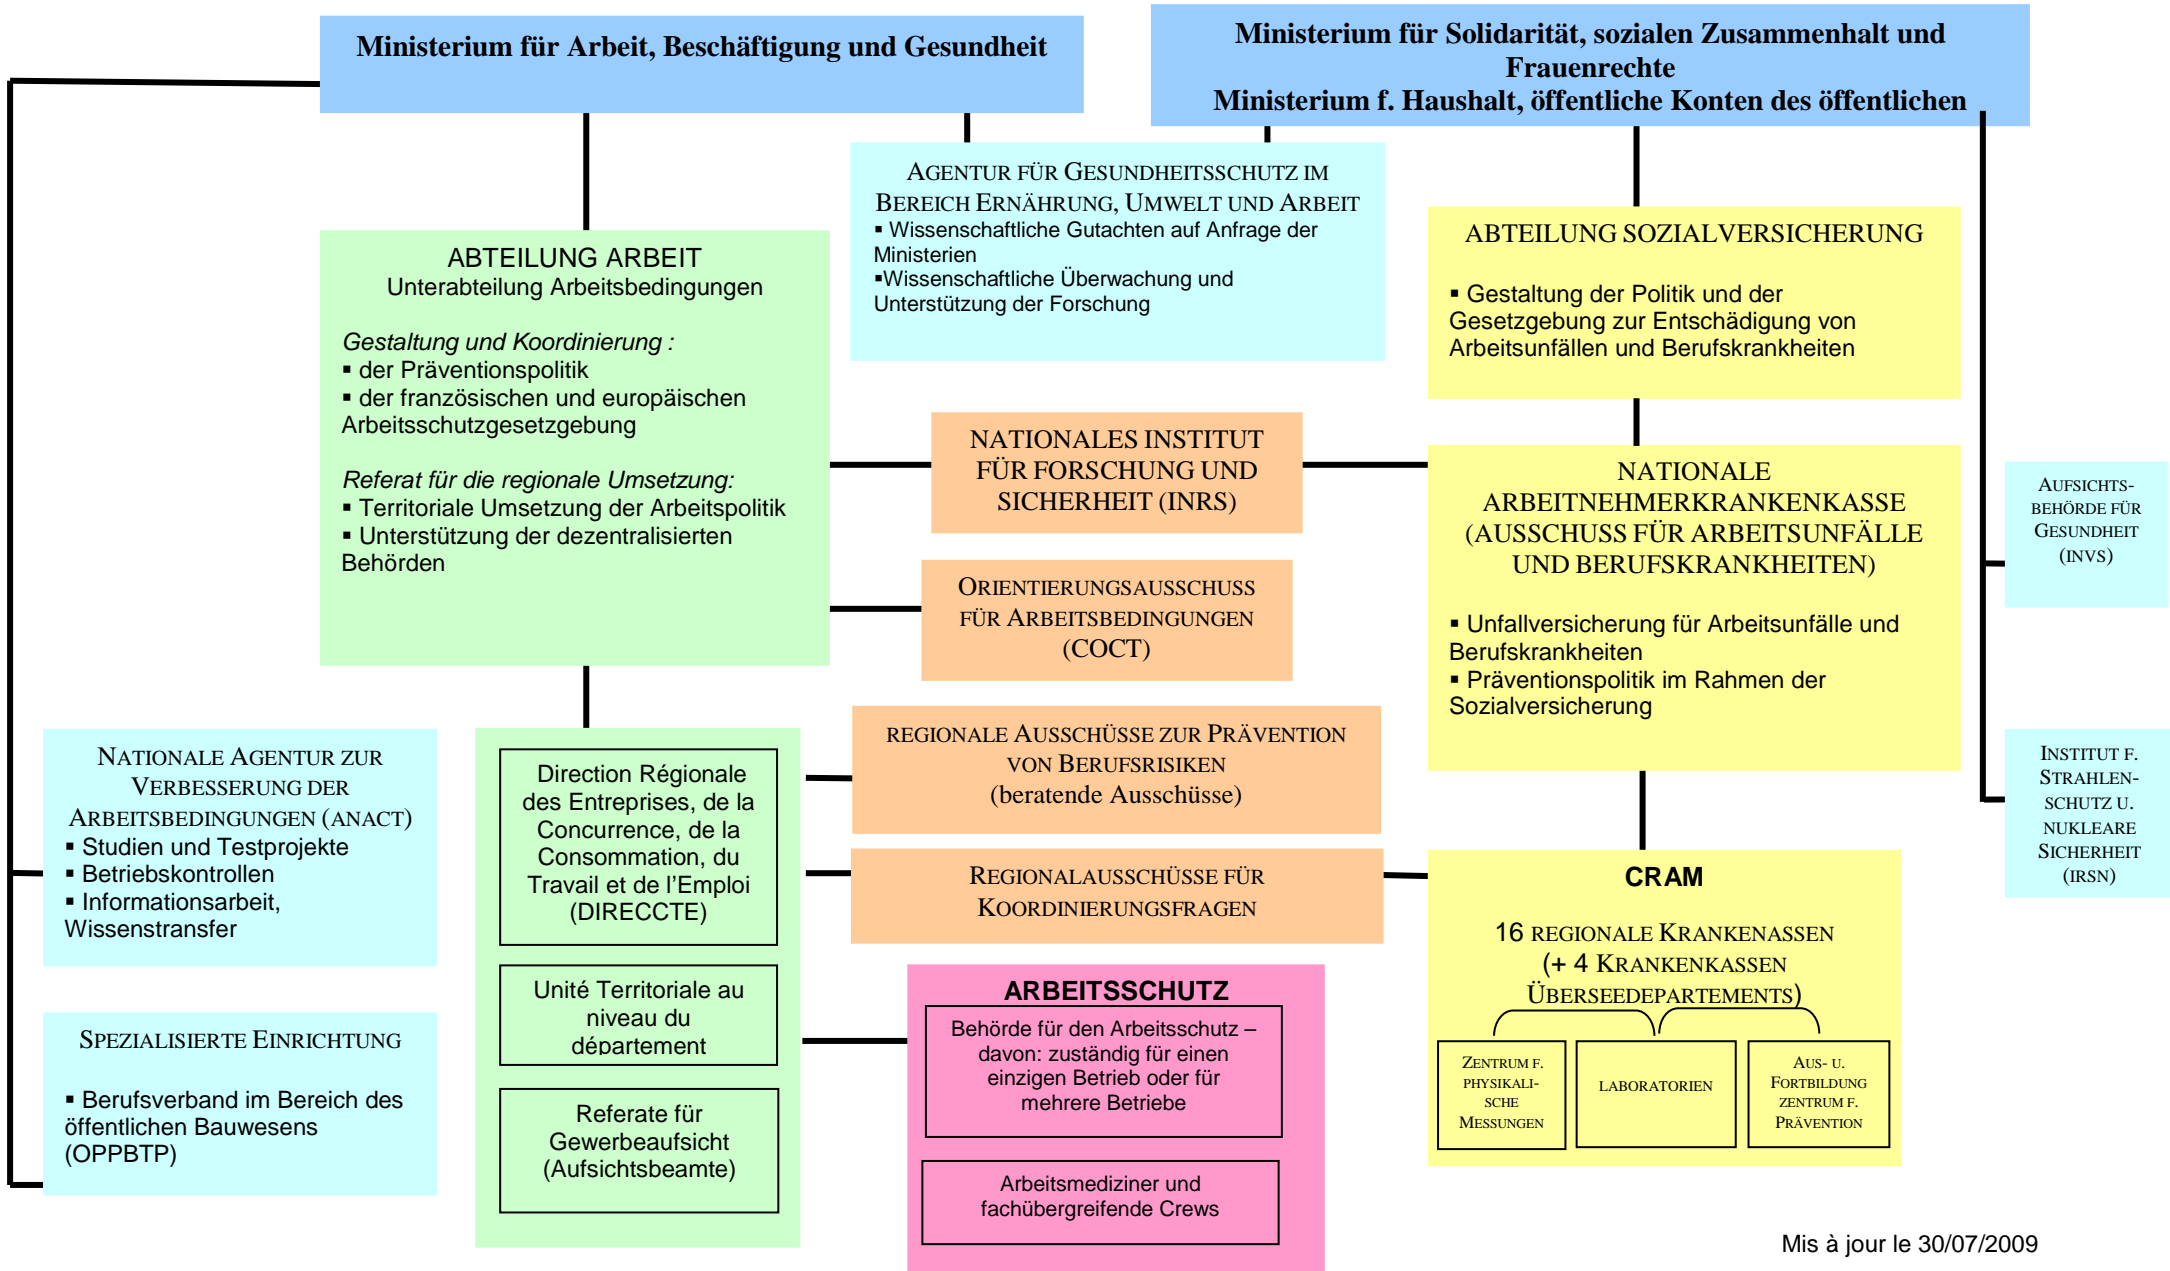 Ministerium für Arbeit, Beschäftigung und Gesundheit
Ministerium für Solidarität, sozialen Zusammenhalt und
Frauenrechte
Ministerium f. Haushalt, öffentliche Konten des öffentlichen
AGENTUR FÜR GESUNDHEITSSCHUTZ IM
BEREICH ERNÄHRUNG, UMWELT UND ARBEIT
▪ Wissenschaftliche Gutachten auf Anfrage der
Ministerien
▪Wissenschaftliche Überwachung und
Unterstützung der Forschung
ABTEILUNG ARBEIT
Unterabteilung Arbeitsbedingungen
Gestaltung und Koordinierung :
▪ der Präventionspolitik
▪ der französischen und europäischen
Arbeitsschutzgesetzgebung
Referat für die regionale Umsetzung:
▪ Territoriale Umsetzung der Arbeitspolitik
▪ Unterstützung der dezentralisierten
Behörden
ABTEILUNG SOZIALVERSICHERUNG
▪ Gestaltung der Politik und der
Gesetzgebung zur Entschädigung von
Arbeitsunfällen und Berufskrankheiten
NATIONALES INSTITUT
FÜR FORSCHUNG UND
SICHERHEIT (INRS)
NATIONALE
ARBEITNEHMERKRANKENKASSE
(AUSSCHUSS FÜR ARBEITSUNFÄLLE
UND BERUFSKRANKHEITEN)
▪ Unfallversicherung für Arbeitsunfälle und
Berufskrankheiten
▪ Präventionspolitik im Rahmen der
Sozialversicherung
AUFSICHTS-
BEHÖRDE FÜR
GESUNDHEIT
(INVS)
ORIENTIERUNGSAUSSCHUSS
FÜR ARBEITSBEDINGUNGEN
(COCT)
NATIONALE AGENTUR ZUR
VERBESSERUNG DER
ARBEITSBEDINGUNGEN (ANACT)
▪ Studien und Testprojekte
▪ Betriebskontrollen
▪ Informationsarbeit,
Wissenstransfer
Direction Régionale
des Entreprises, de la
Concurrence, de la
Consommation, du
Travail et de l'Emploi
(DIRECCTE)
REGIONALE AUSSCHÜSSE ZUR PRÄVENTION
VON BERUFSRISIKEN
(beratende Ausschüsse)
REGIONALAUSSCHÜSSE FÜR
KOORDINIERUNGSFRAGEN
INSTITUT F.
STRAHLEN-
SCHUTZ U.
NUKLEARE
SICHERHEIT
(IRSN)
CRAM
16 REGIONALE KRANKENASSEN
(+ 4 KRANKENKASSEN
ÜBERSEEDEPARTEMENTS)
ZENTRUM F.
PHYSIKALI-
SCHE
MESSUNGEN
LABORATORIEN
AUS- U.
FORTBILDUNG
ZENTRUM F.
PRÄVENTION
SPEZIALISIERTE EINRICHTUNG
▪ Berufsverband im Bereich des
öffentlichen Bauwesens
(OPPBTP)
Unité Territoriale au
niveau du
département
Referate für
Gewerbeaufsicht
(Aufsichtsbeamte)
ARBEITSSCHUTZ
Behörde für den Arbeitsschutz –
davon: zuständig für einen
einzigen Betrieb oder für
mehrere Betriebe
Arbeitsmediziner und
fachübergreifende Crews
Mis à jour le 30/07/2009